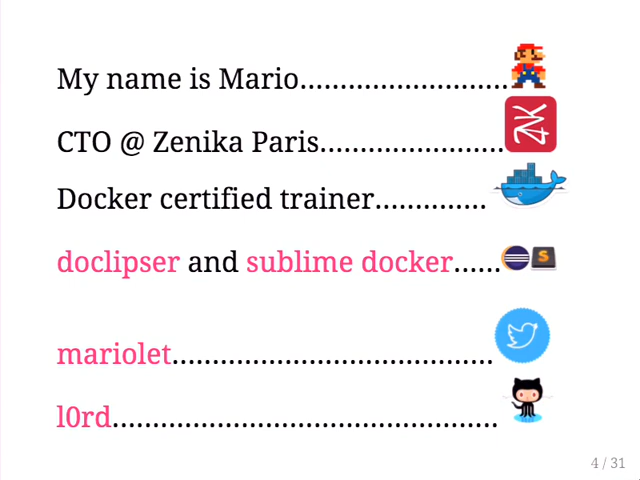 My name is Mario..........................
CTO @ Zenika Paris.......................
Docker certified trainer..............
doclipser and sublime docker......
mariolet........................................
l0rd................................................
4 / 31